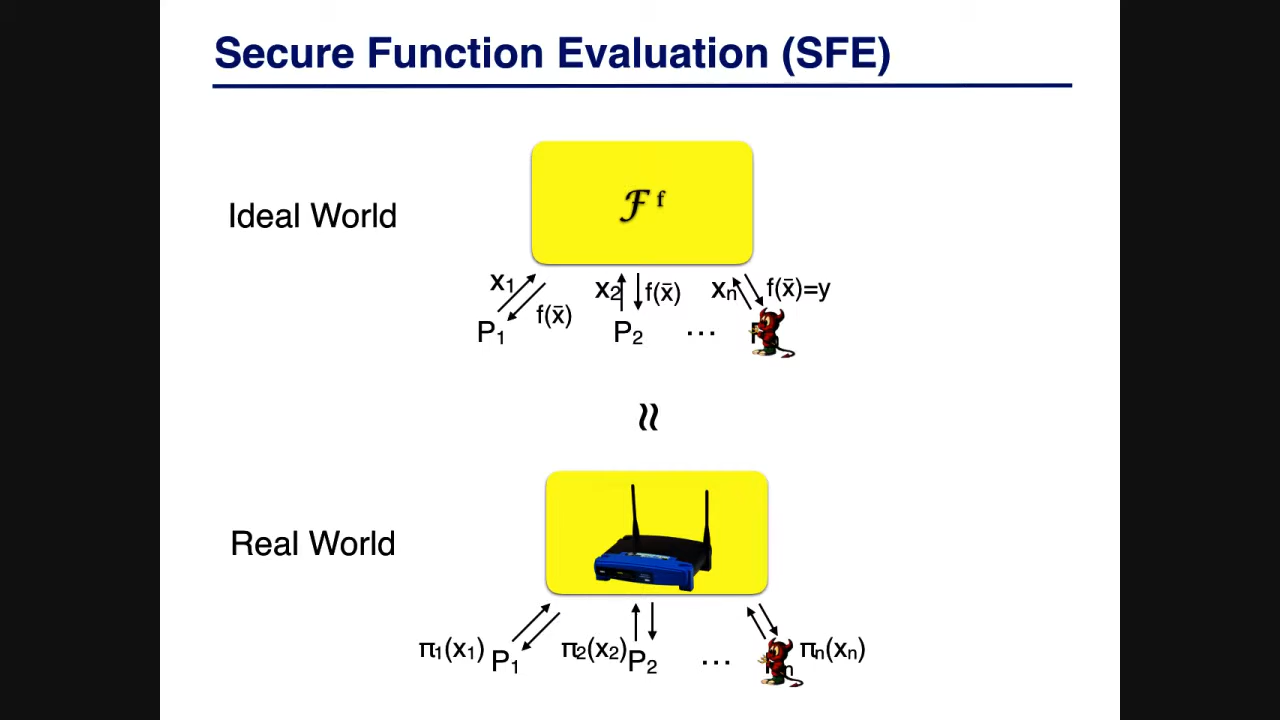 Secure Function Evaluation (SFE)
ℱ f
Ideal World
x1 x2 xn f(x̄)=y
f(x̄) f(x̄)
P1 P2 ...
≈
Real World
π1(x1) P1 π2(x2) P2 ... n πn(xn)